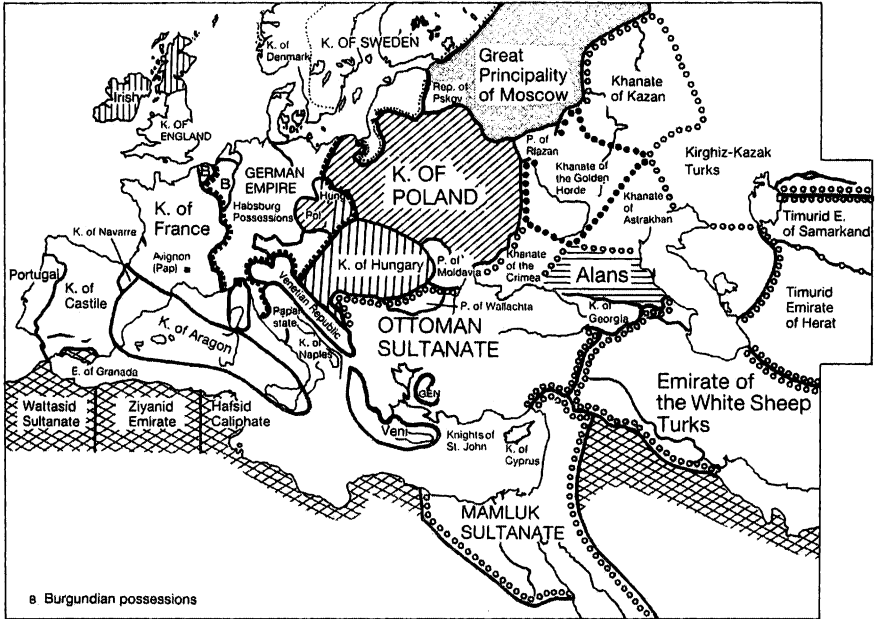 K. of
Denmark
K. OF SWEDEN
Great
Principality
of Moscow
Rep. of
Pskov
Khanate
of Kazan
Irish
K. OF
ENGLAND
B
B
GERMAN
EMPIRE
Habsburg
Possessions
Hung
Pol
K. OF
POLAND
P. of
Riazan
Khanate of
the Golden
Horde
Kirghiz-Kazak
Turks
Khanate
of
Astrakhan
Timurid E.
of Samarkand
K. of
France
K. of Navarre
Avignon
(Pap)
K. of Hungary
P. of
Moldavia
Khanate
of the
Crimea
Alans
Timurid
Emirate
of Herat
Portugal
K. of
Castile
K. of Aragon
Venetian Republic
Papal
state
K. of
Naples
P. of Wallachta
OTTOMAN
SULTANATE
K. of
Georgia
E. of Granada
GEN
Emirate of
the White Sheep
Turks
Wattasid
Sultanate
Ziyanid
Emirate
Hafsid
Caliphate
Veni
Knights of
St. John
K. of
Cyprus
MAMLUK
SULTANATE
B Burgundian possessions